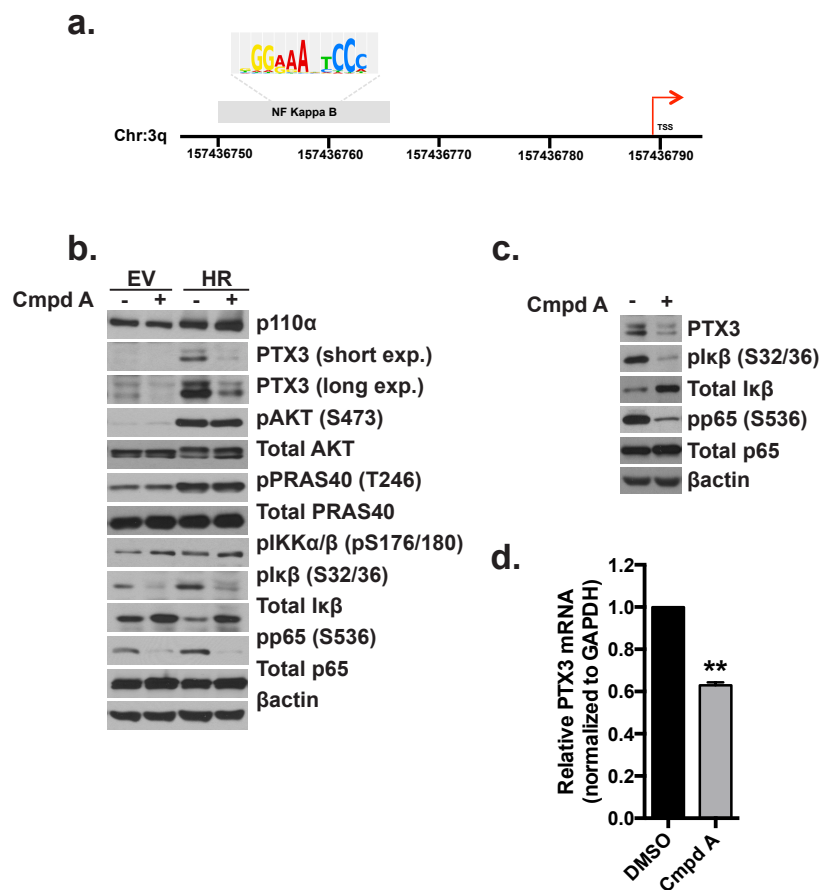 a.
GGAAA TCCC
NF Kappa B
Chr:3q
TSS
157436750 157436760 157436770 157436780 157436790
b.
EV HR
Cmpd A - + - +
p110α
PTX3 (short exp.)
PTX3 (long exp.)
pAKT (S473)
Total AKT
pPRAS40 (T246)
Total PRAS40
pIKKα/β (pS176/180)
pIκβ (S32/36)
Total Iκβ
pp65 (S536)
Total p65
βactin
c.
Cmpd A - +
PTX3
pIκβ (S32/36)
Total Iκβ
pp65 (S536)
Total p65
βactin
d.
Relative PTX3 mRNA
(normalized to GAPDH)
1.2
1.0
0.8
0.6
0.4
0.2
0.0
**
DMSO
Cmpd A